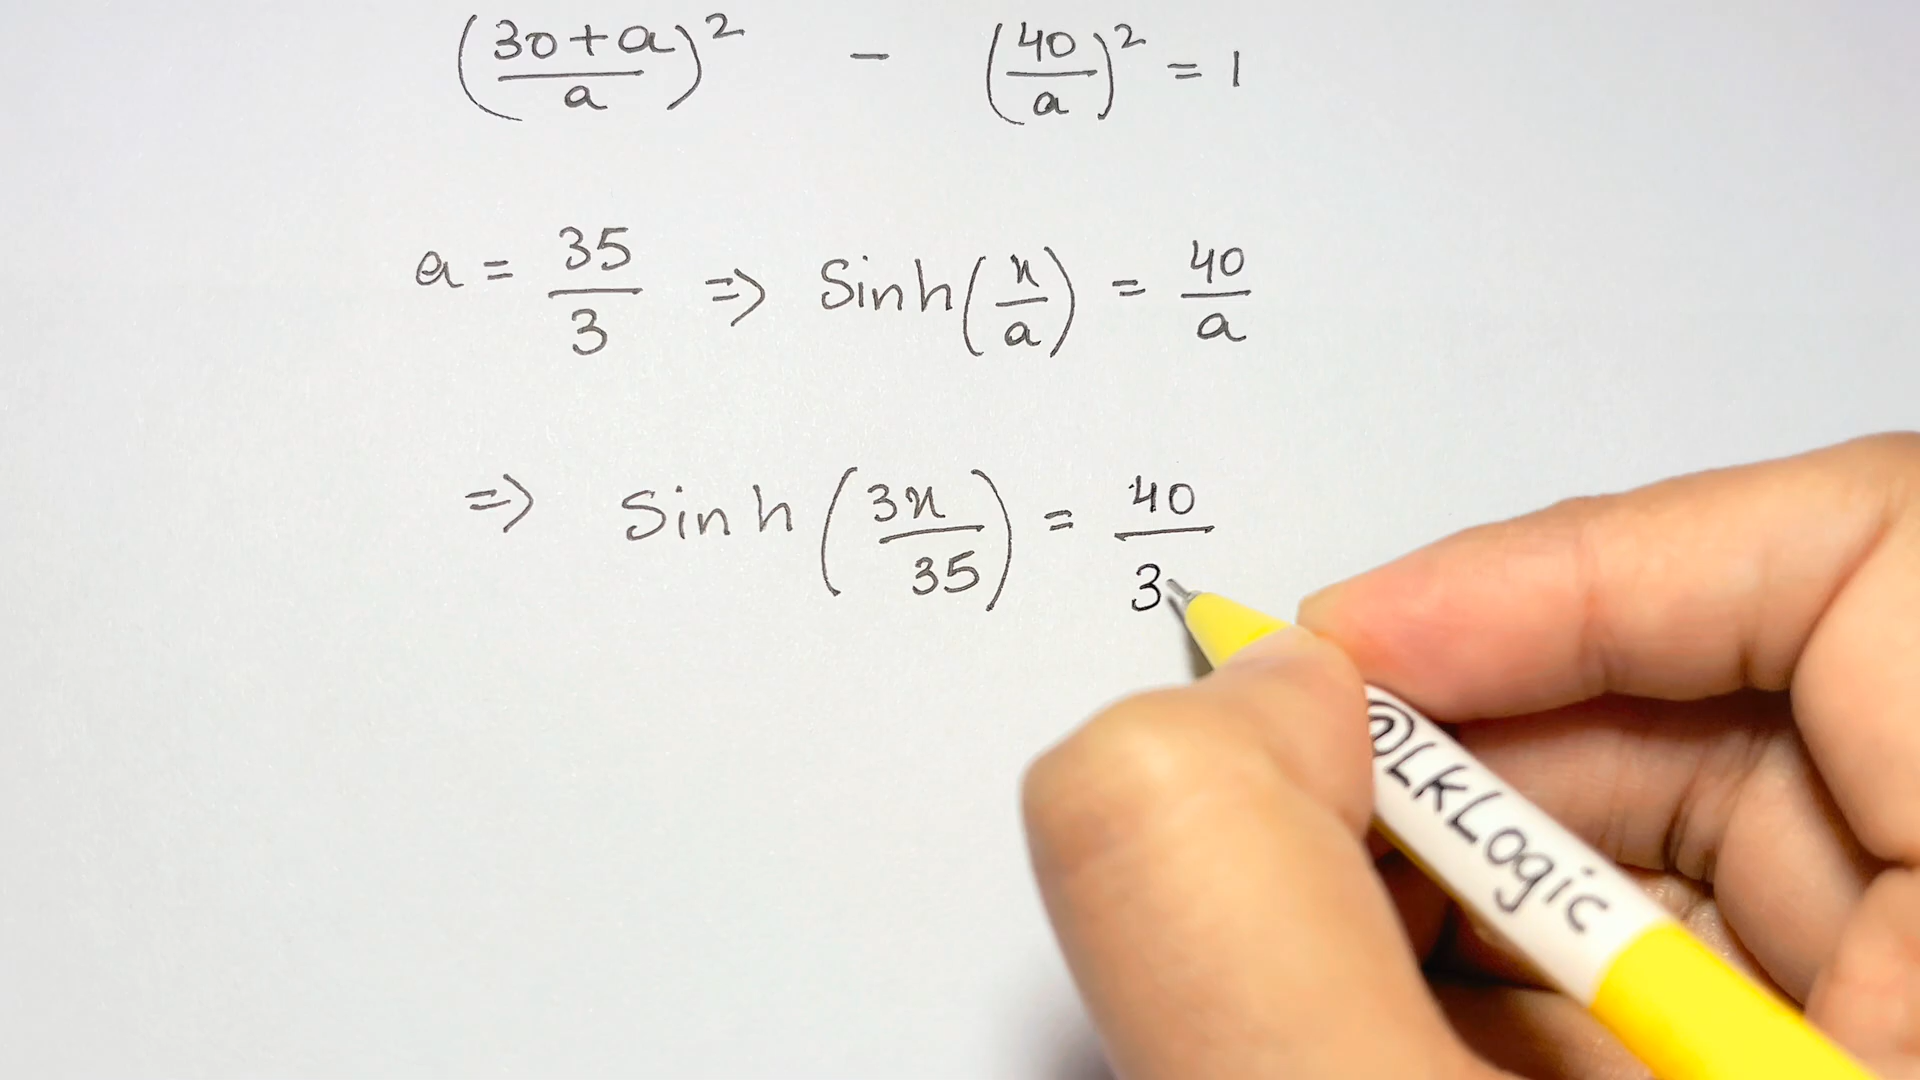 (30+a/a)² - (40/a)² = 1
a = 35/3 => Sinh(x/a) = 40/a
=> Sinh(3x/35) = 40/3
@LKLogic